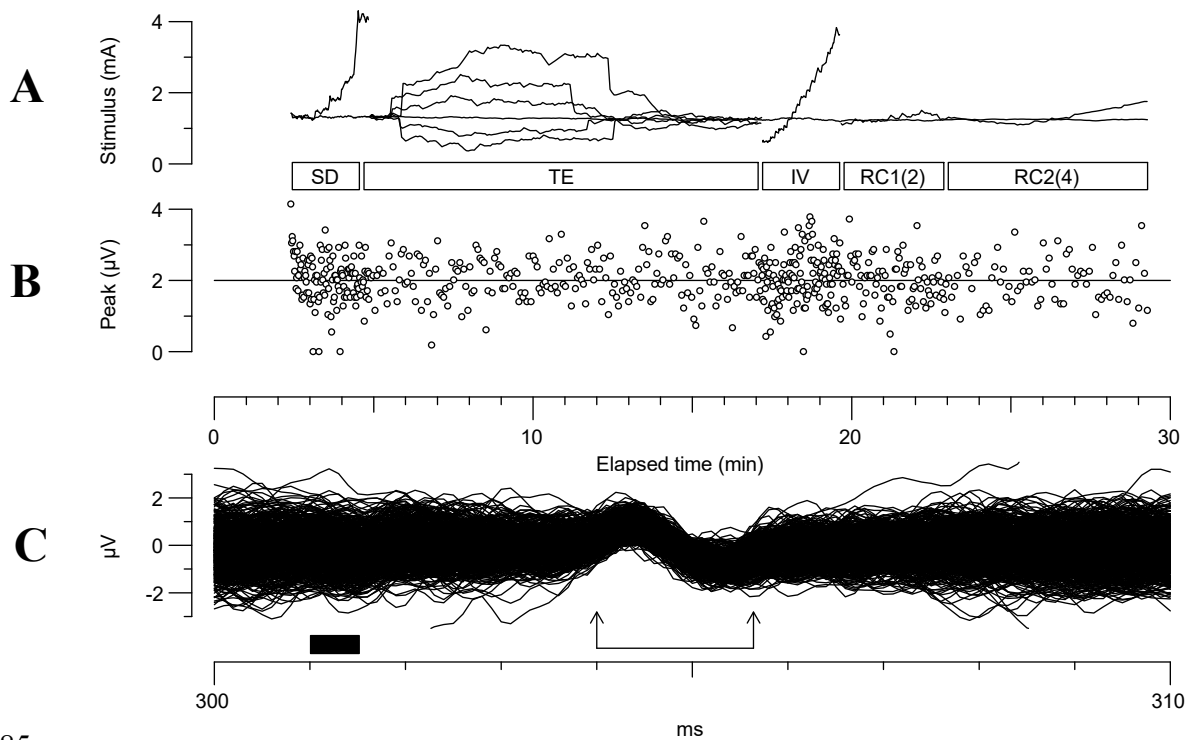 A
Stimulus (mA)
4
2
0
SD TE IV RC1(2) RC2(4)
B
Peak (µV)
4
2
0
0 10 20 30
Elapsed time (min)
C
µV
2
0
-2
300 310
ms